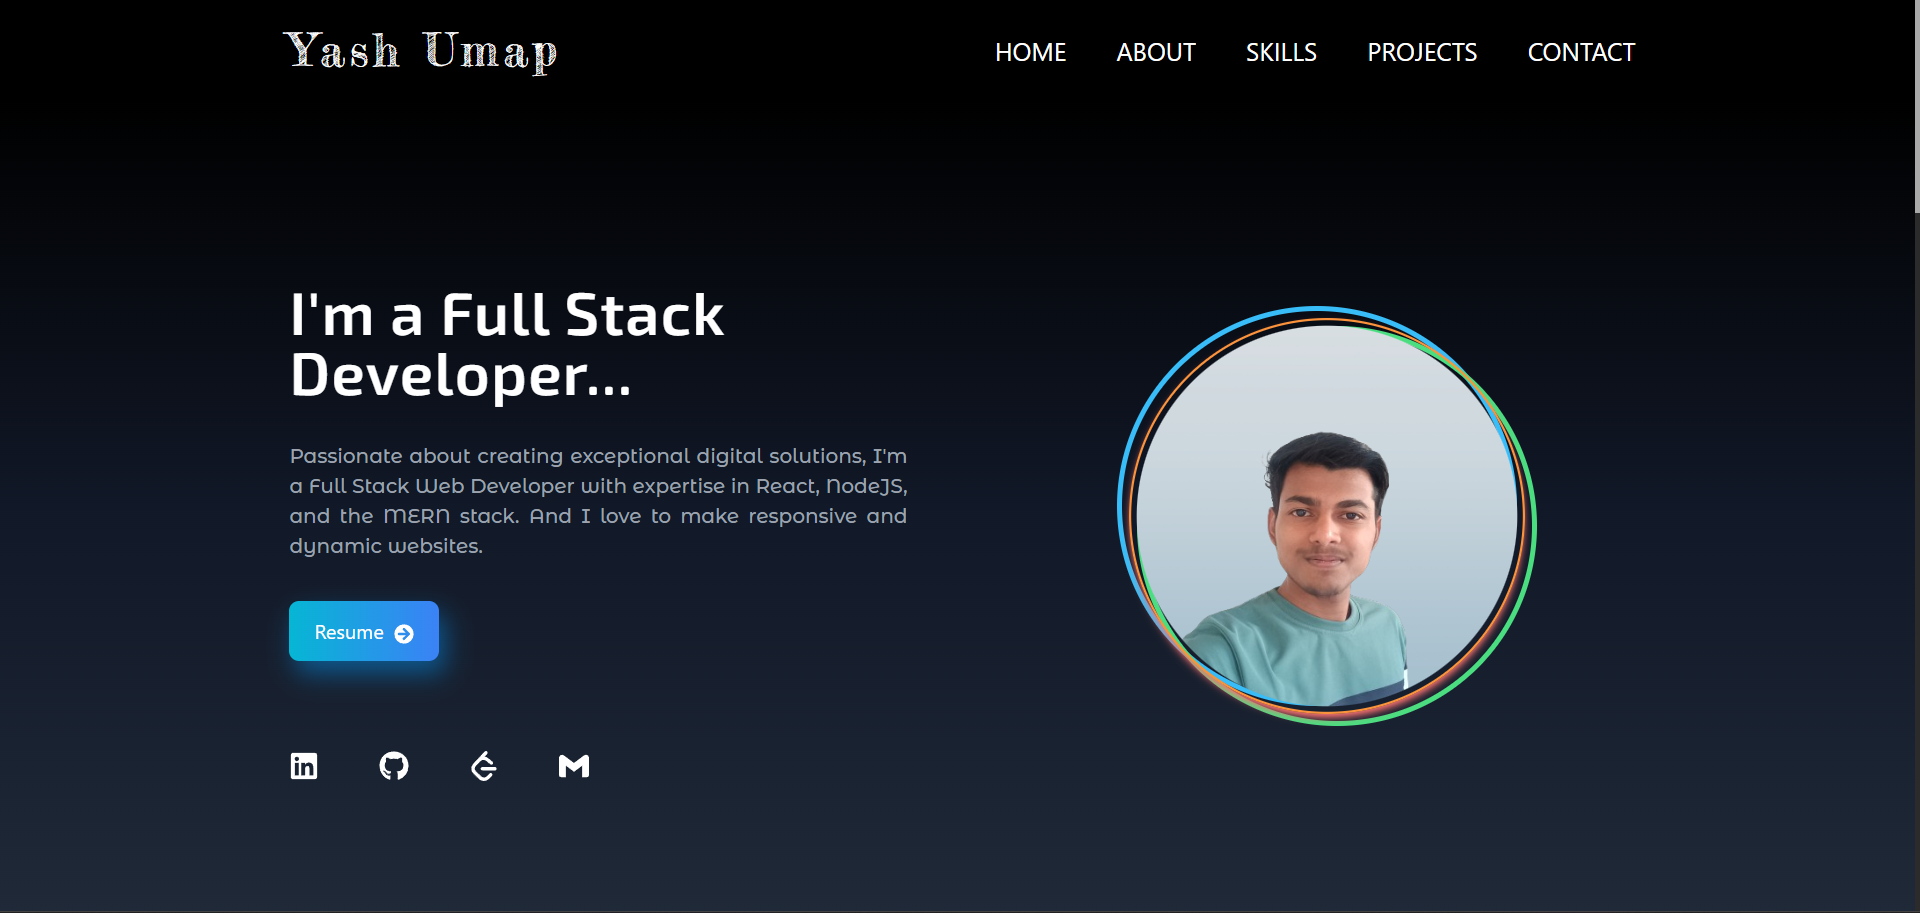 Yash Umap
HOME ABOUT SKILLS PROJECTS CONTACT
I'm a Full Stack
Developer...
Passionate about creating exceptional digital solutions, I'm
a Full Stack Web Developer with expertise in React, NodeJS,
and the MERN stack. And I love to make responsive and
dynamic websites.
Resume
in